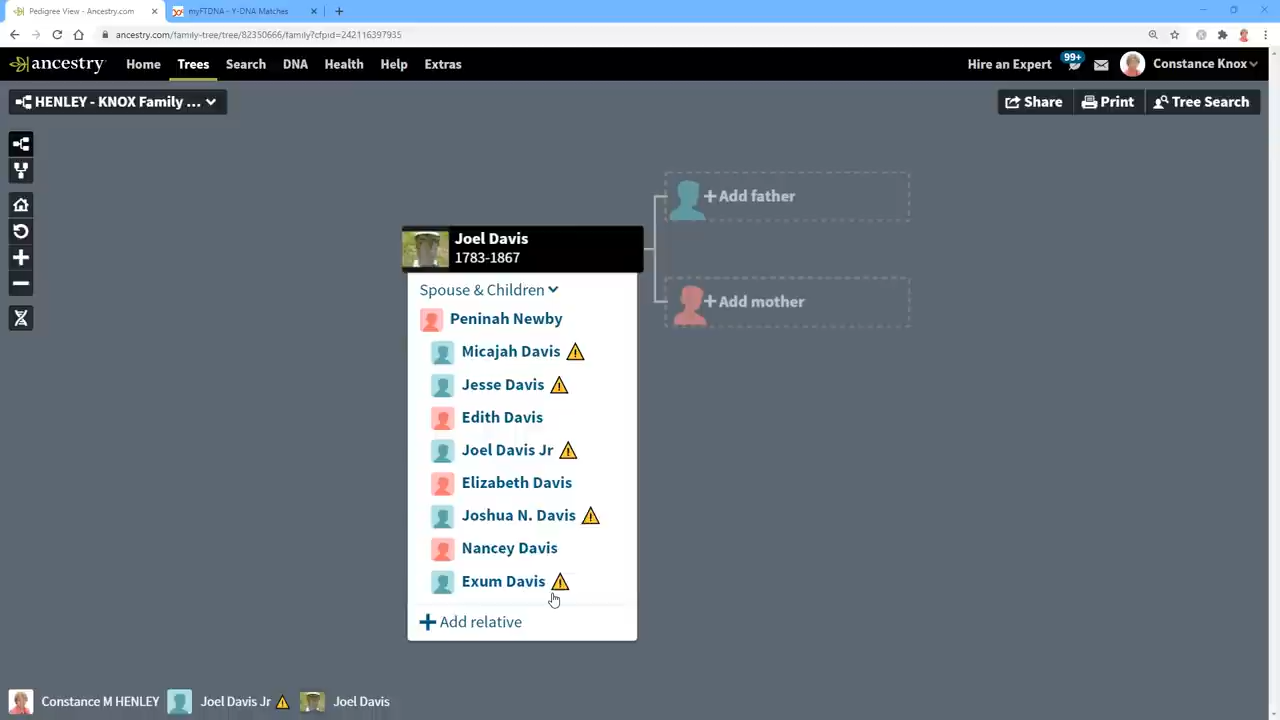 Pedigree View - Ancestry.com
myFTDNA - Y-DNA Matches
ancestry.com/family-tree/tree/82350666/family?cfpid=242116397935
ancestry
Home
Trees
Search
DNA
Health
Help
Extras
Hire an Expert
99+
Constance Knox
HENLEY - KNOX Family ...
Share
Print
Tree Search
+Add father
Joel Davis
1783-1867
+Add mother
Spouse & Children
Peninah Newby
Micajah Davis
Jesse Davis
Edith Davis
Joel Davis Jr
Elizabeth Davis
Joshua N. Davis
Nancey Davis
Exum Davis
+Add relative
Constance M HENLEY
Joel Davis Jr
Joel Davis